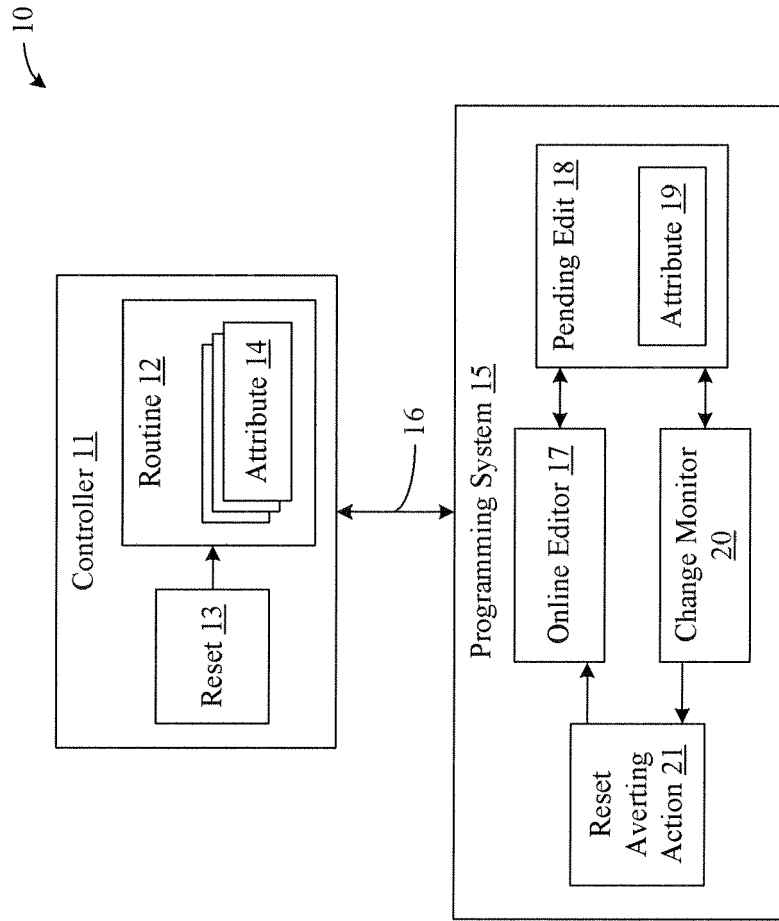 10
Controller 11
Routine 12
Reset 13
Attribute 14
16
Programming System 15
Online Editor 17
Pending Edit 18
Attribute 19
Change Monitor
20
Reset
Averting
Action 21